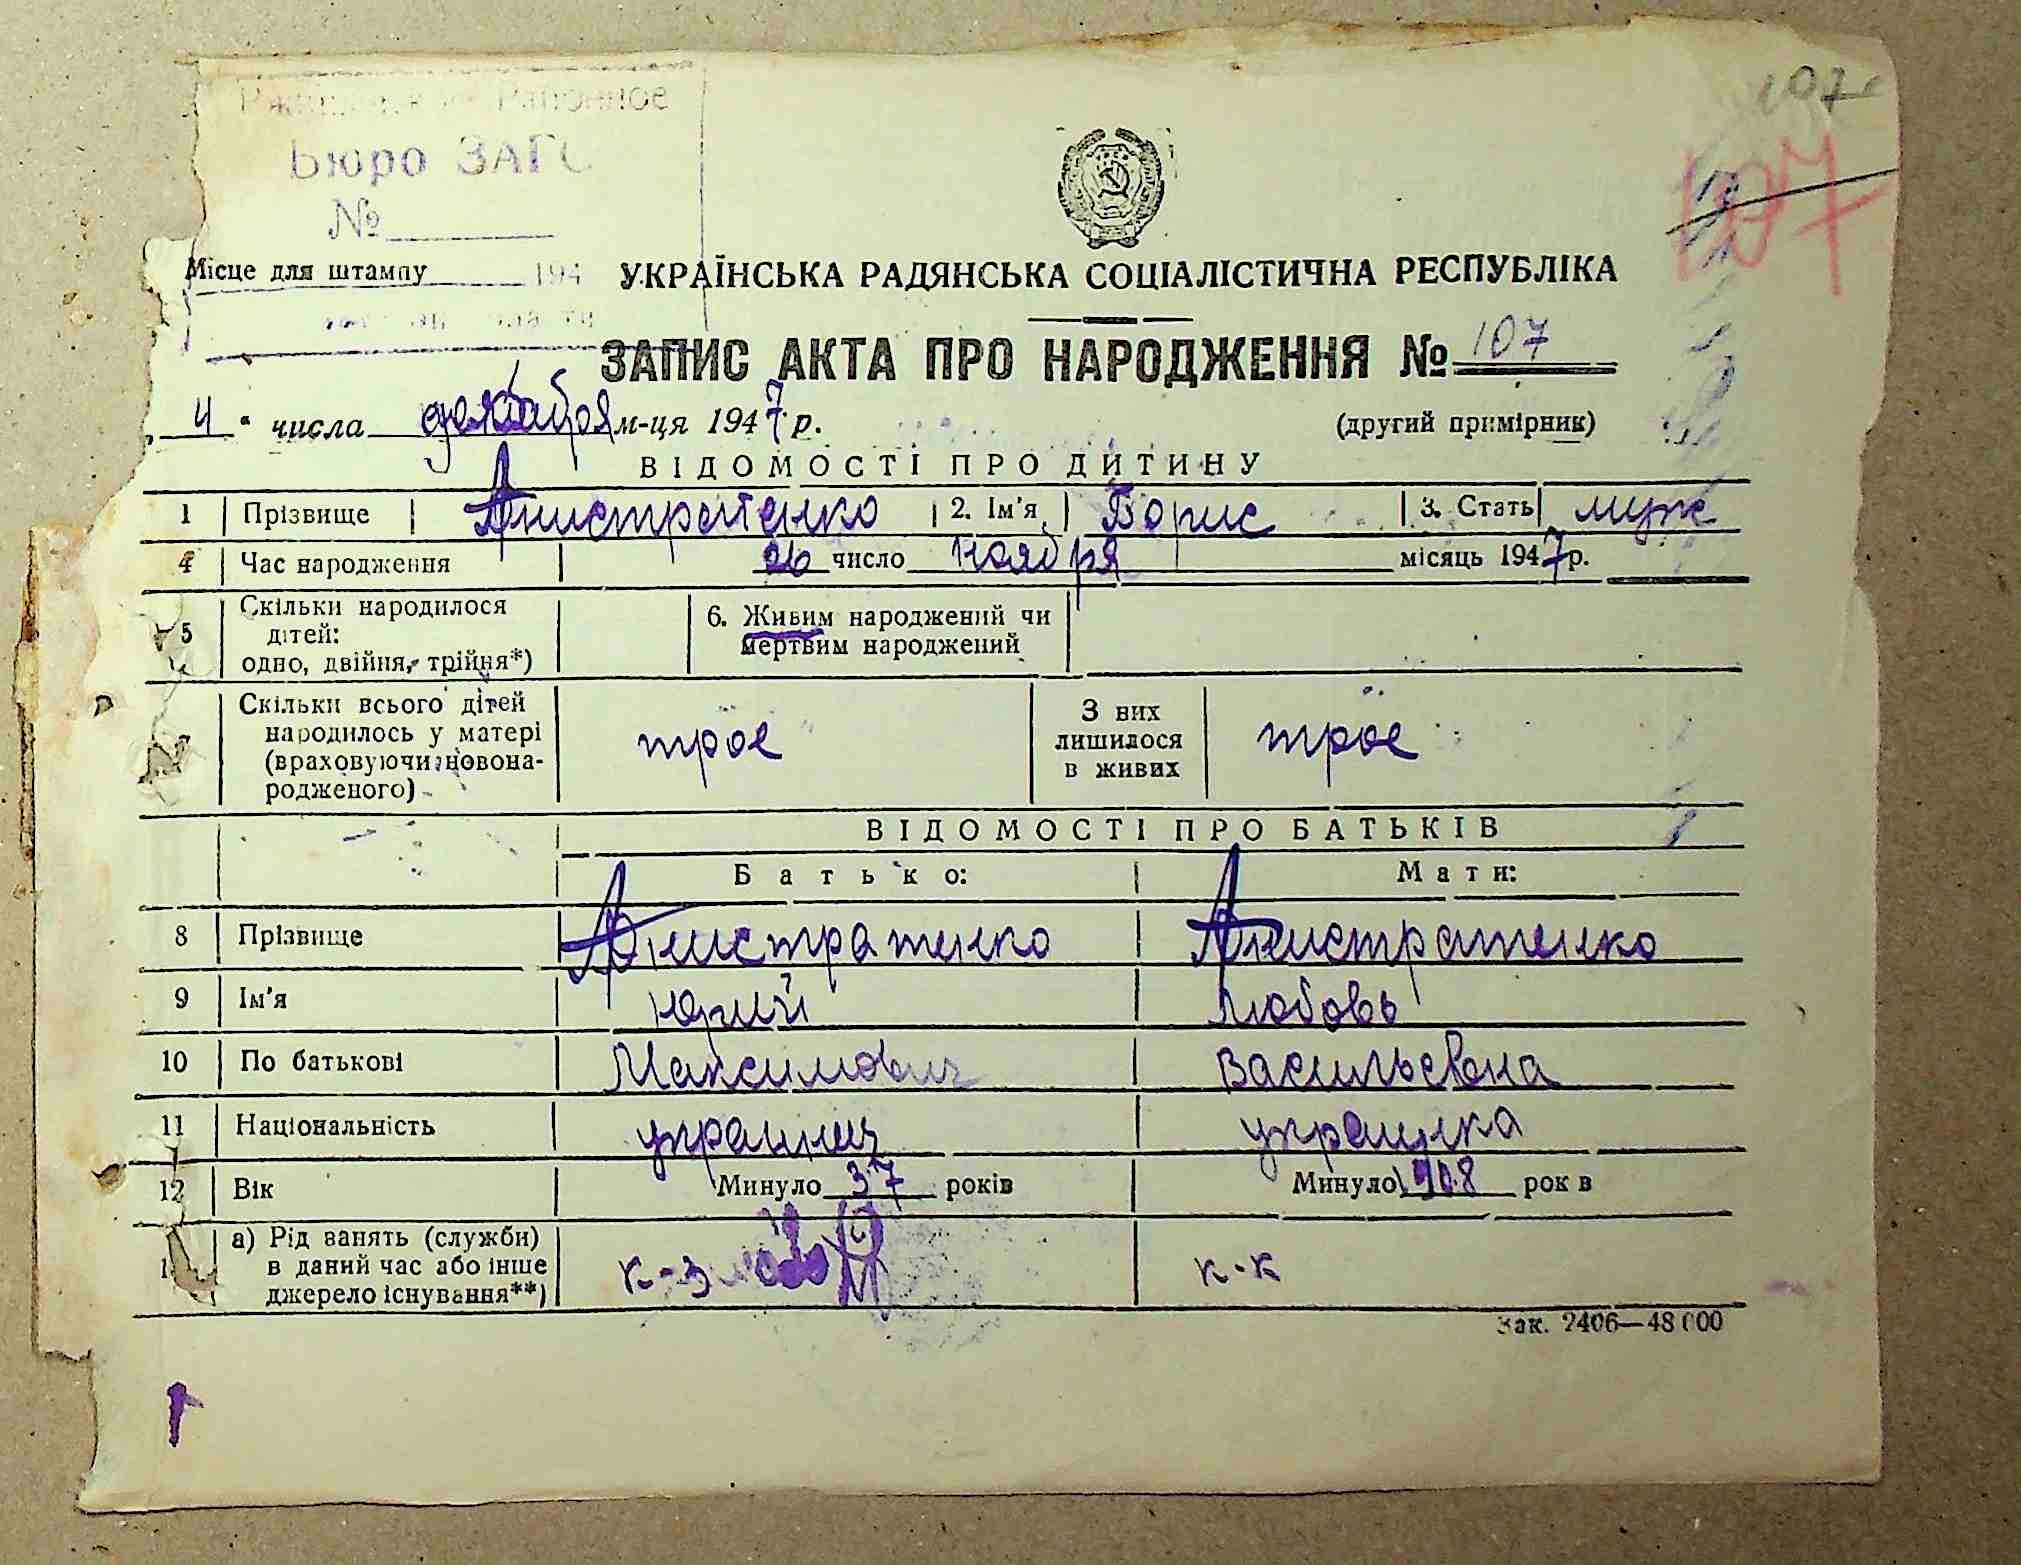 107
Районное
Бюро ЗАГС
№
107
Місце для штампу 194
УКРАЇНСЬКА РАДЯНСЬКА СОЦІАЛІСТИЧНА РЕСПУБЛІКА
ЗАПИС АКТА ПРО НАРОДЖЕННЯ № 107
„ 4 “ числа декабря м-ця 1947 р. (другий примірник)
ВІДОМОСТІ ПРО ДИТИНУ
1 Прізвище Анистратенко 2. Ім'я Борис 3. Стать муж
4 Час народження 26 число ноября місяць 1947 р.
5 Скільки народилося дітей: одно, двійня, трійня*) 6. Живим народжений чи мертвим народжений
Скільки всього дітей народилось у матері (враховуючи новонародженого) трое З них лишилося в живих трое
ВІДОМОСТІ ПРО БАТЬКІВ
Батько: Мати:
8 Прізвище Анистратенко Анистратенко
9 Ім'я Юрий Любовь
10 По батькові Максимович Васильевна
11 Національність украинец украинка
12 Вік Минуло 37 років Минуло 1908 років
а) Рід занять (служби) в даний час або інше джерело існування**) к-з к-к
Зак. 2406—48000